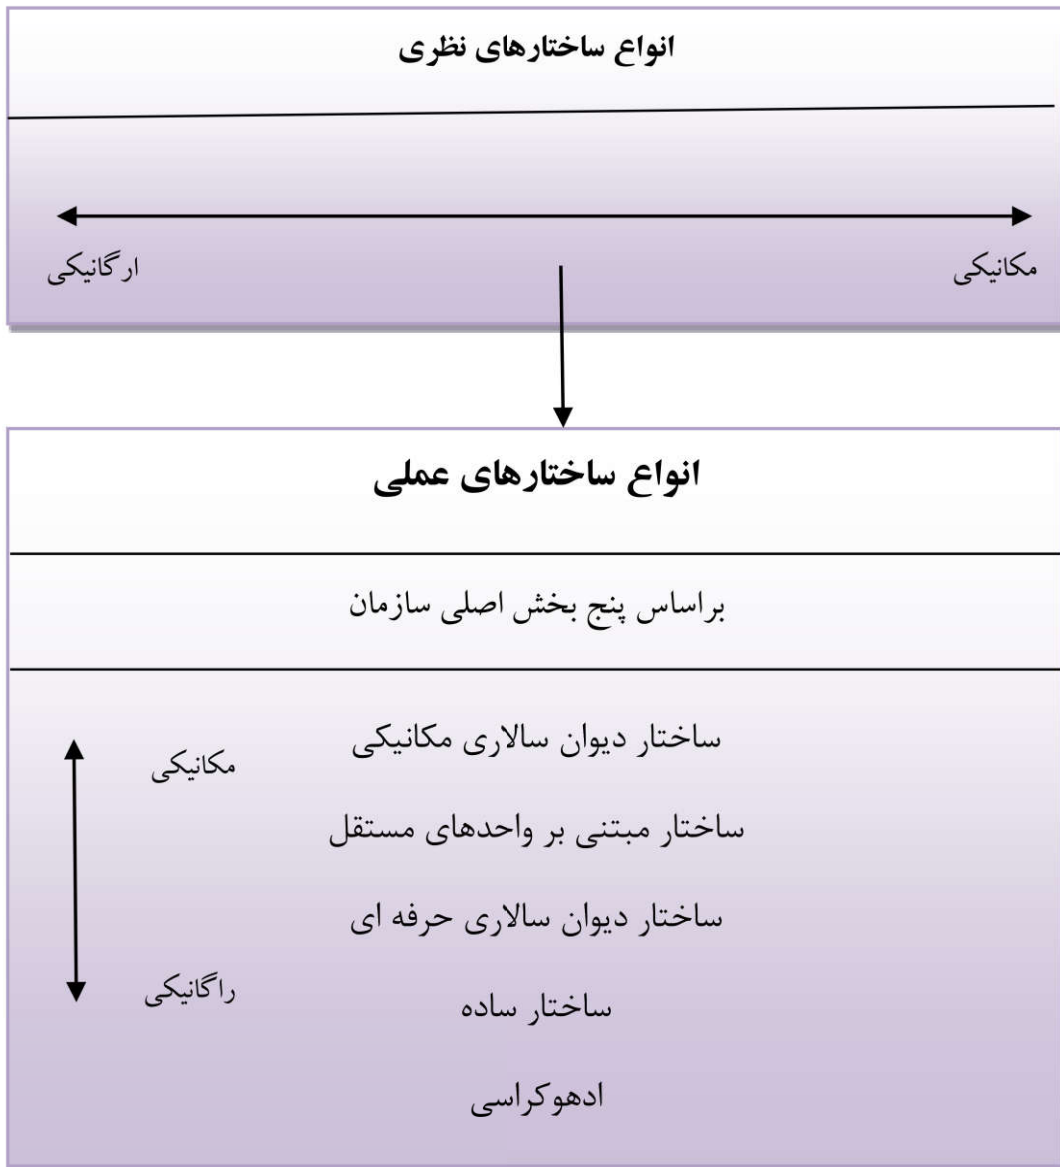 انواع ساختارهای نظری
مکانیکی
ارگانیکی
انواع ساختارهای عملی
براساس پنج بخش اصلی سازمان
ساختار دیوان سالاری مکانیکی
مکانیکی
ساختار مبتنی بر واحدهای مستقل
ساختار دیوان سالاری حرفه ای
راگانیکی
ساختار ساده
ادهوکراسی